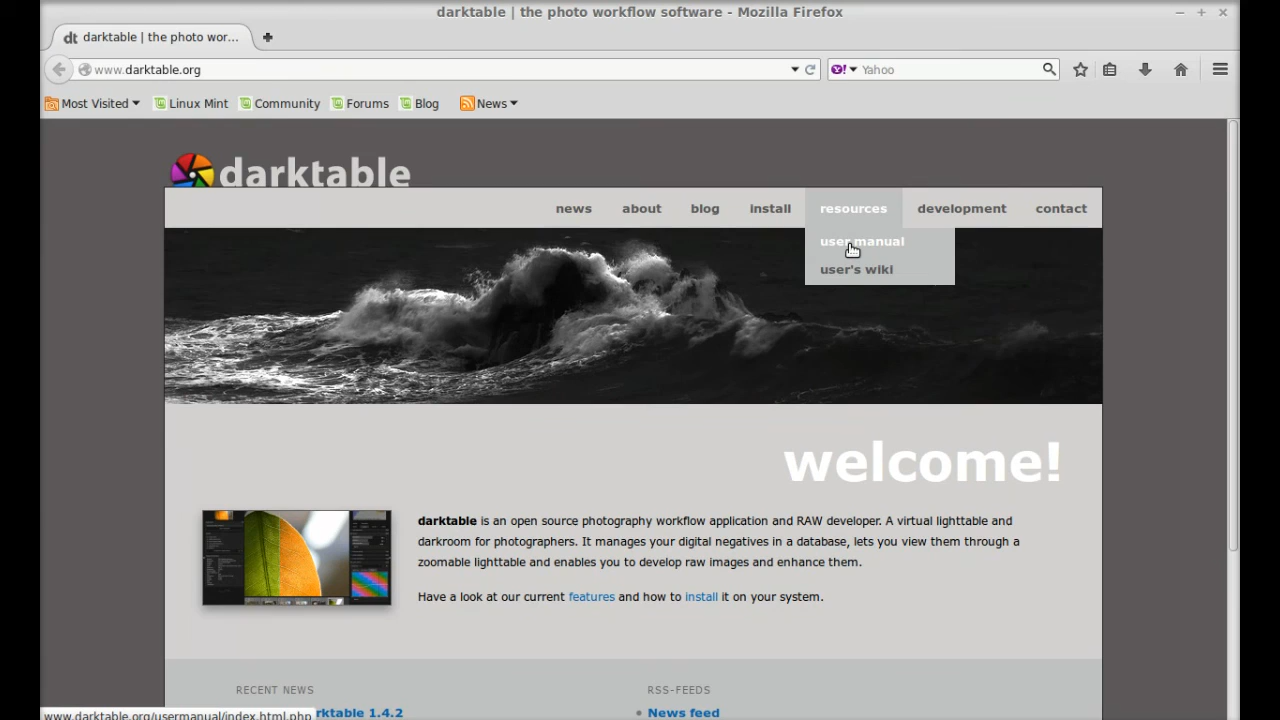 darktable | the photo workflow software - Mozilla Firefox
dt darktable | the photo wor...
www.darktable.org
Y! Yahoo
Most Visited Linux Mint Community Forums Blog News
darktable
news about blog install resources development contact
user manual
user's wiki
welcome!
darktable is an open source photography workflow application and RAW developer. A virtual lighttable and
darkroom for photographers. It manages your digital negatives in a database, lets you view them through a
zoomable lighttable and enables you to develop raw images and enhance them.
Have a look at our current features and how to install it on your system.
RECENT NEWS
RSS-FEEDS
rktable 1.4.2
News feed
www.darktable.org/usermanual/index.html.php